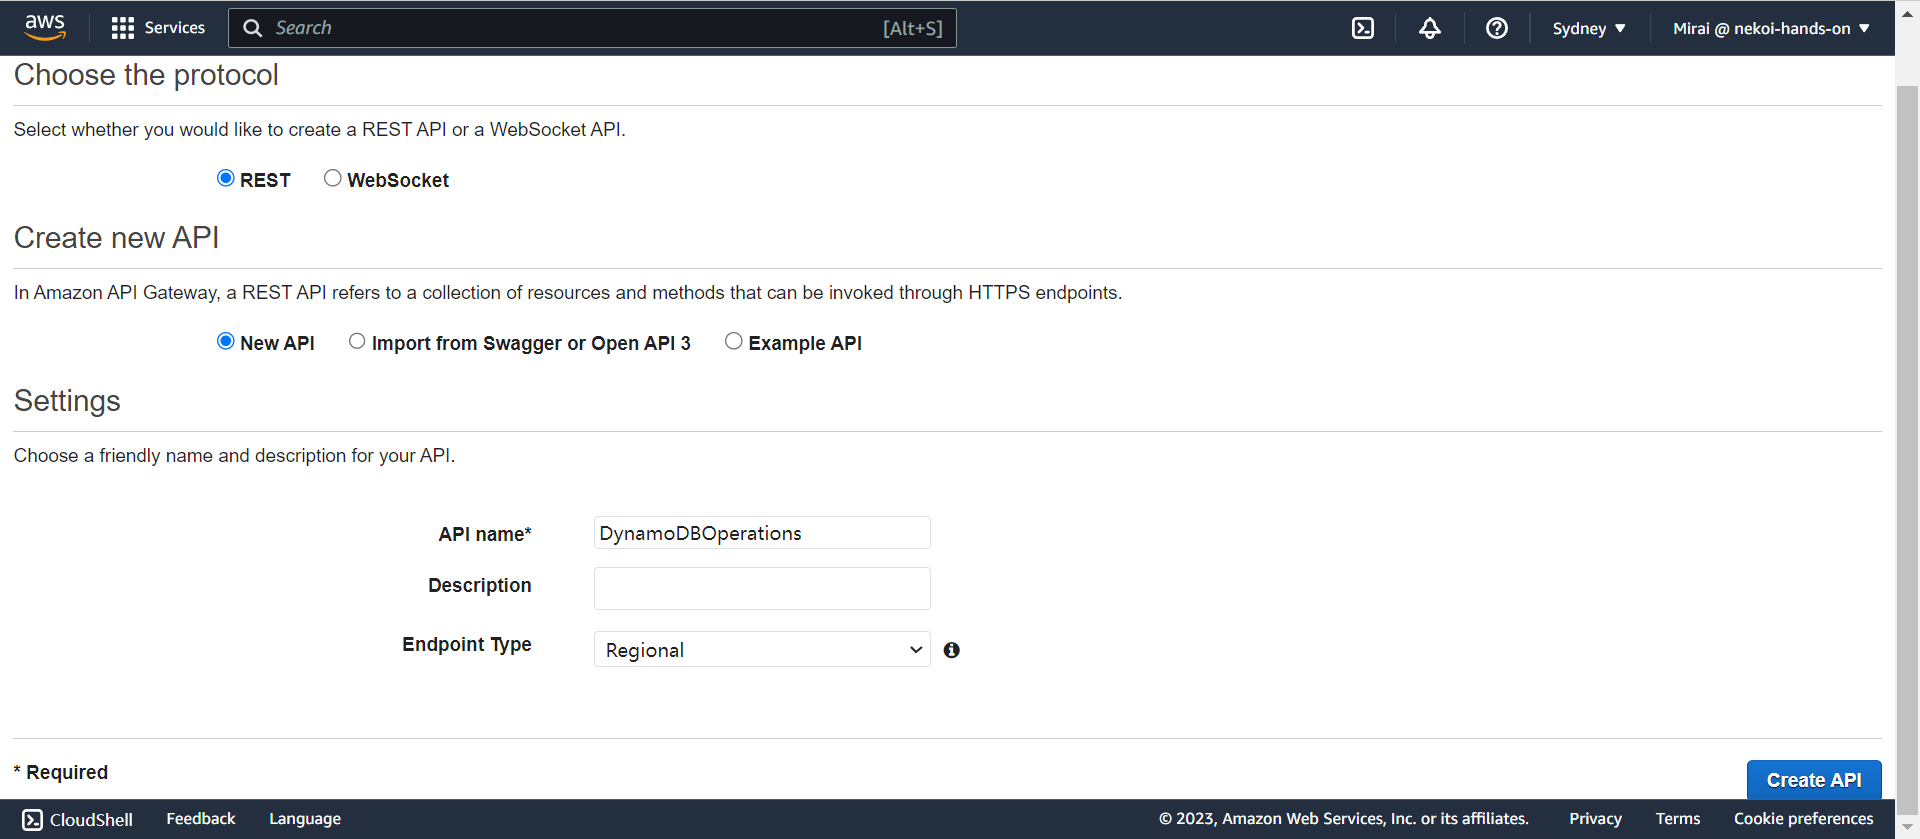 aws Services Search [Alt+S] Sydney Mirai @ nekoi-hands-on
Choose the protocol
Select whether you would like to create a REST API or a WebSocket API.
REST WebSocket
Create new API
In Amazon API Gateway, a REST API refers to a collection of resources and methods that can be invoked through HTTPS endpoints.
New API Import from Swagger or Open API 3 Example API
Settings
Choose a friendly name and description for your API.
API name* DynamoDBOperations
Description
Endpoint Type Regional
* Required
Create API
CloudShell Feedback Language © 2023, Amazon Web Services, Inc. or its affiliates. Privacy Terms Cookie preferences